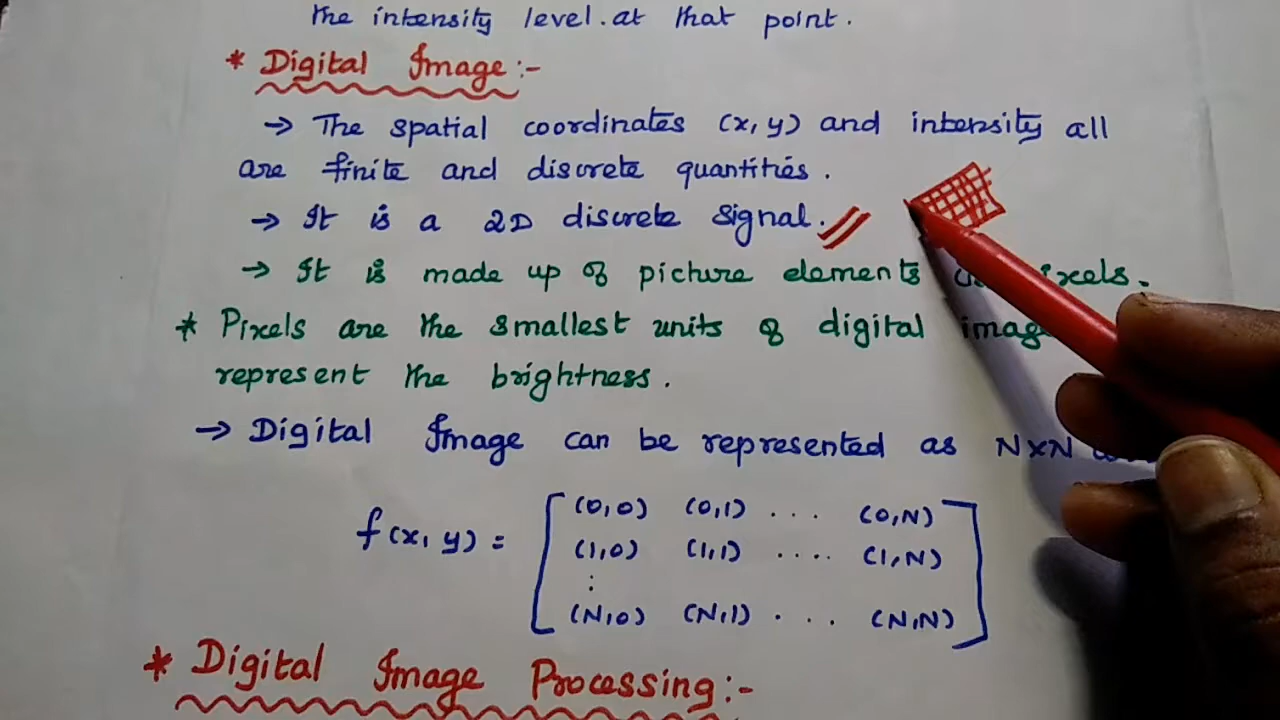 the intensity level. at that point.
* Digital Image :-
→ The spatial coordinates (x, y) and intensity all
are finite and discrete quantities.
→ It is a 2D discrete signal.
→ It is made up of picture elements pixels.
* Pixels are the smallest units of digital
represent the brightness.
→ Digital Image can be represented as N×N
f(x, y) = [ (0,0) (0,1) ... (0,N)
(1,0) (1,1) .... (1,N)
:
(N,0) (N,1) . ... (N,N) ]
* Digital Image Processing :-